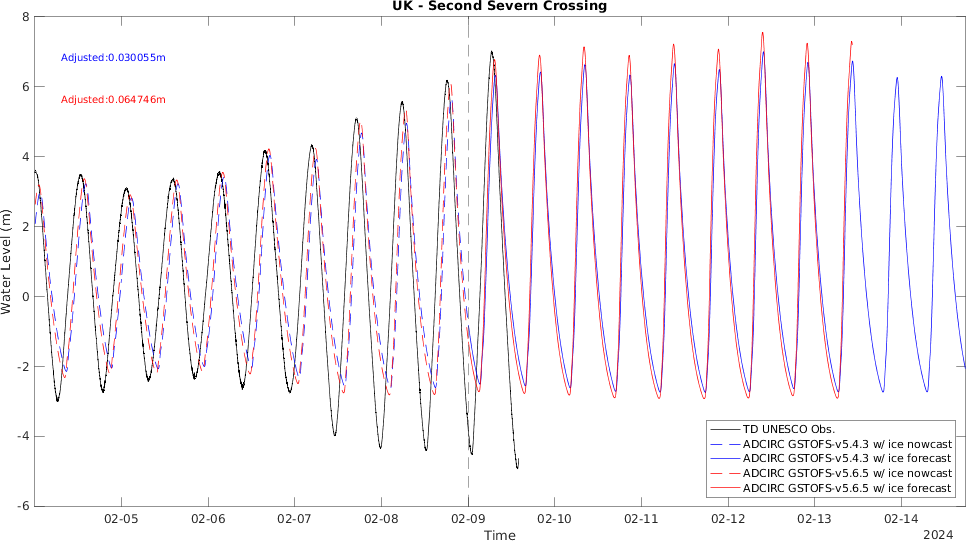 UK - Second Severn Crossing
8
6
4
2
0
-2
-4
-6
Water Level (m)
Adjusted:0.030055m
Adjusted:0.064746m
TD UNESCO Obs.
ADCIRC GSTOFS-v5.4.3 w/ ice nowcast
ADCIRC GSTOFS-v5.4.3 w/ ice forecast
ADCIRC GSTOFS-v5.6.5 w/ ice nowcast
ADCIRC GSTOFS-v5.6.5 w/ ice forecast
02-05 02-06 02-07 02-08 02-09 02-10 02-11 02-12 02-13 02-14
Time
2024